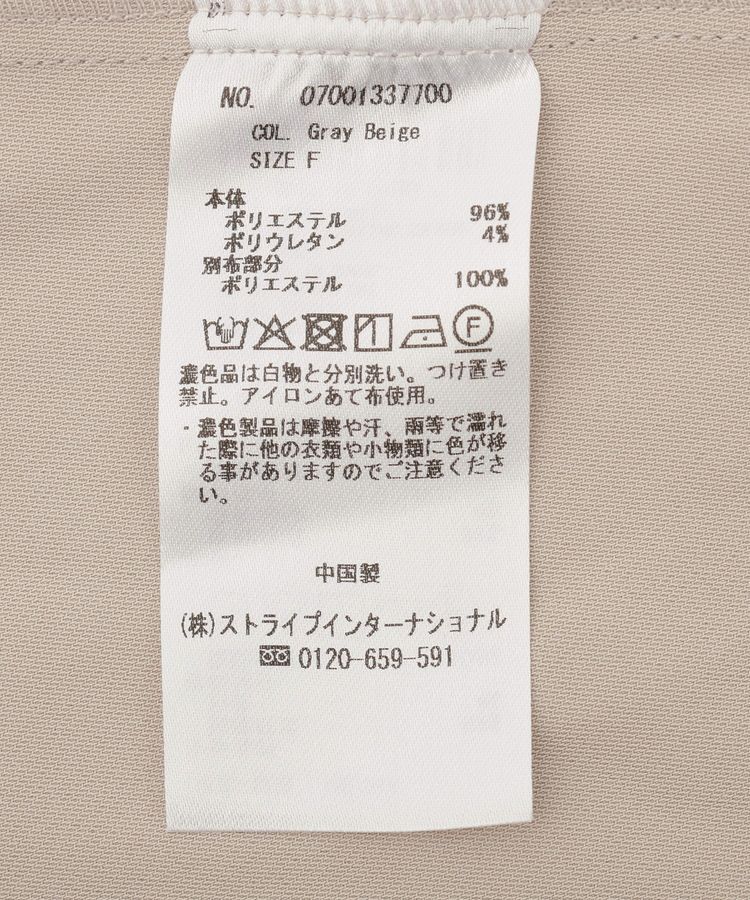 NO. 07001337700
COL. Gray Beige
SIZE F
本体
ポリエステル 96%
ポリウレタン 4%
別布部分
ポリエステル 100%
F
濃色品は白物と分別洗い。つけ置き
禁止。アイロンあて布使用。
・濃色製品は摩擦や汗、雨等で濡れ
た際に他の衣類や小物類に色が移
る事がありますのでご注意くださ
い。
中国製
(株)ストライプインターナショナル
0120-659-591